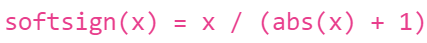 softsign(x) = x / (abs(x) + 1)